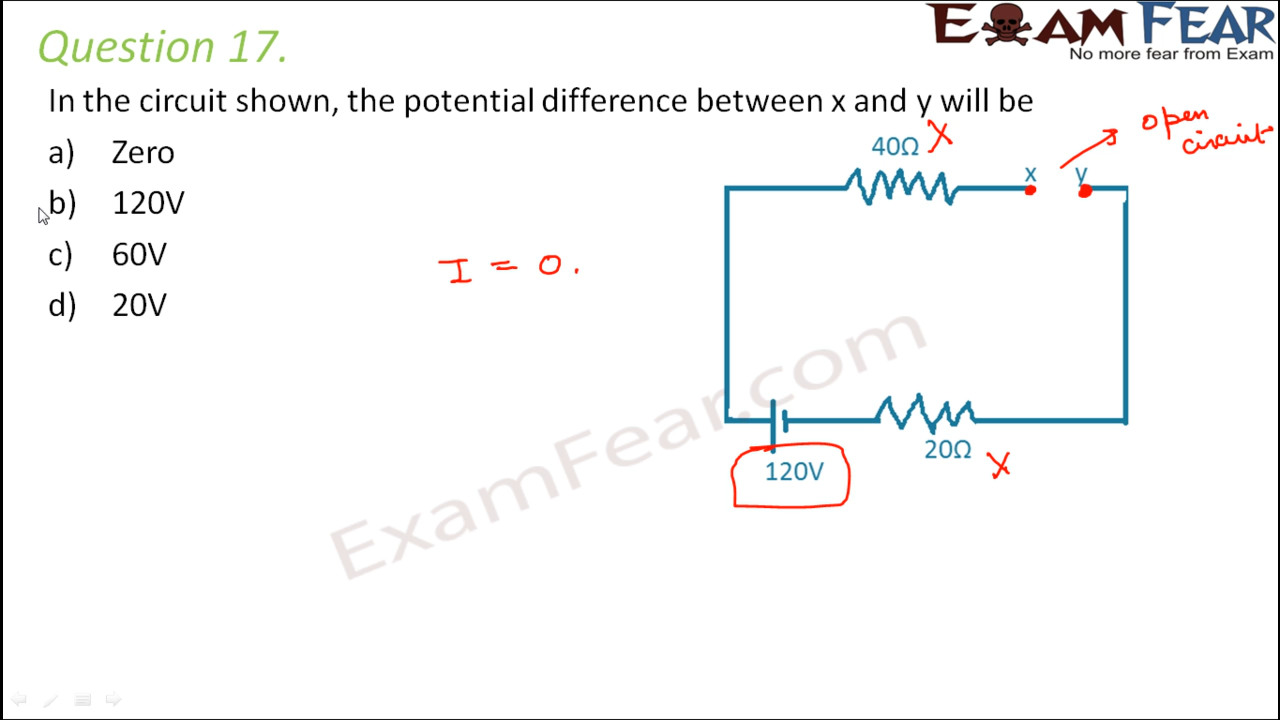 Question 17.
EXAM FEAR
No more fear from Exam
In the circuit shown, the potential difference between x and y will be
a) Zero
b) 120V
c) 60V
d) 20V
40Ω X
open
circuit
x y
I = 0.
20Ω X
120V
ExamFear.com